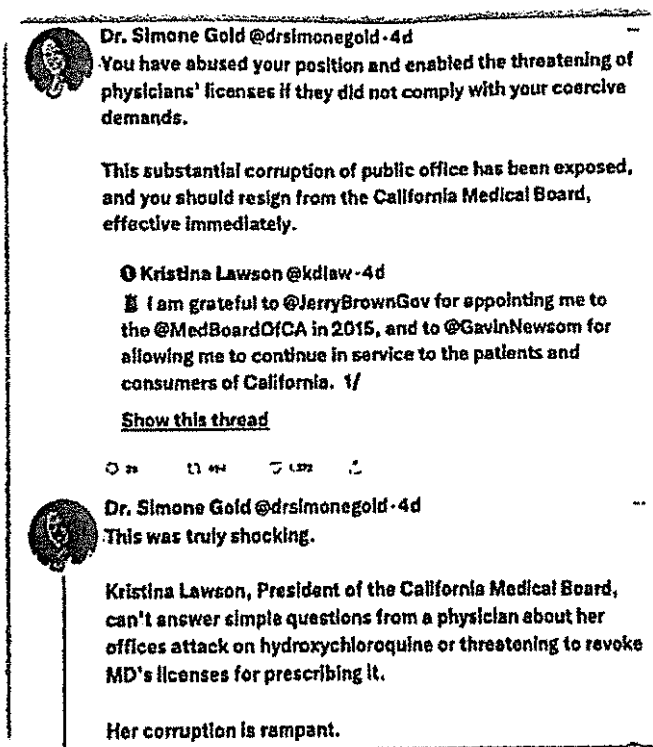 Dr. Simone Gold @drsimonegold·4d
You have abused your position and enabled the threatening of
physicians' licenses if they did not comply with your coercive
demands.
This substantial corruption of public office has been exposed,
and you should resign from the California Medical Board,
effective immediately.
Kristina Lawson @kdlaw·4d
I am grateful to @JerryBrownGov for appointing me to
the @MedBoardOfCA in 2015, and to @GavinNewsom for
allowing me to continue in service to the patients and
consumers of California. 1/
Show this thread
Dr. Simone Gold @drsimonegold·4d
This was truly shocking.
Kristina Lawson, President of the California Medical Board,
can't answer simple questions from a physician about her
offices attack on hydroxychloroquine or threatening to revoke
MD's licenses for prescribing it.
Her corruption is rampant.